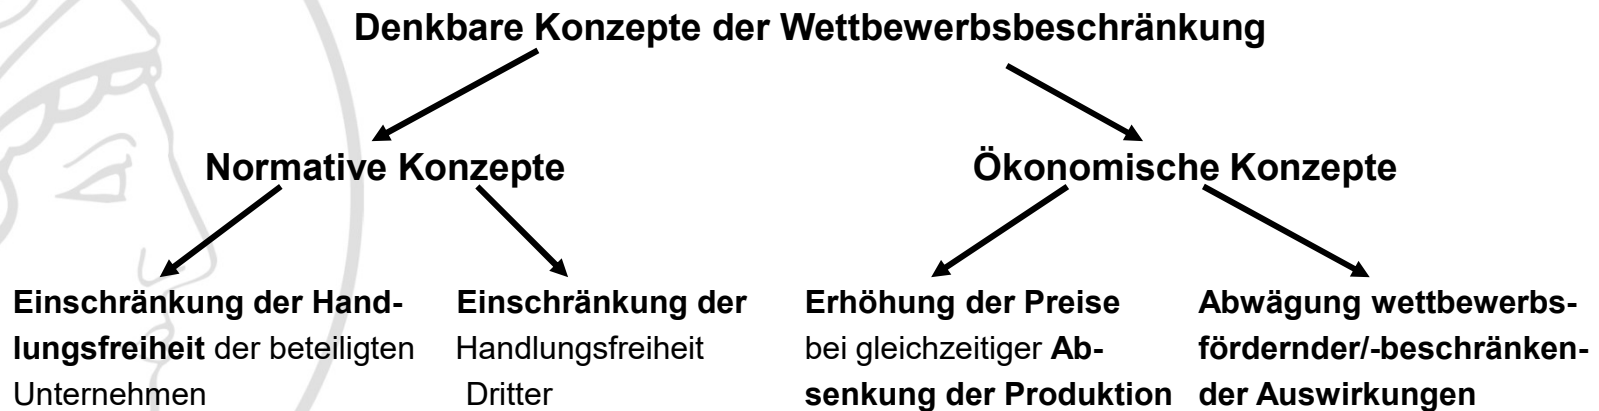 Denkbare Konzepte der Wettbewerbsbeschränkung
Normative Konzepte
Ökonomische Konzepte
Einschränkung der Hand-
lungsfreiheit der beteiligten
Unternehmen
Einschränkung der
Handlungsfreiheit
Dritter
Erhöhung der Preise
bei gleichzeitiger Ab-
senkung der Produktion
Abwägung wettbewerbs-
fördernder/-beschränken-
der Auswirkungen